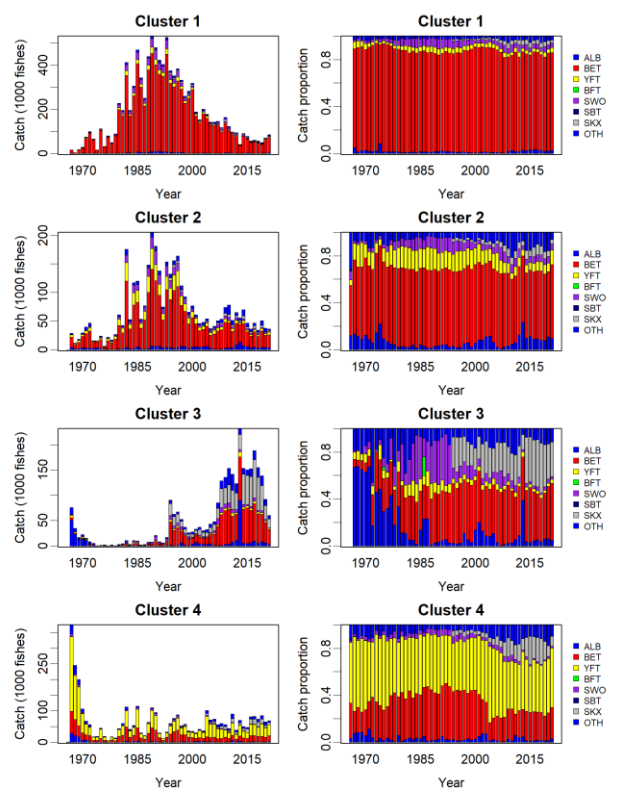 Cluster 1
Catch (1000 fishes)
0 200 400
1970 1985 2000 2015
Year
Cluster 1
Catch proportion
0.0 0.4 0.8
1970 1985 2000 2015
Year
ALB
BET
YFT
BFT
SWO
SBT
SKX
OTH
Cluster 2
Catch (1000 fishes)
0 50 100 200
1970 1985 2000 2015
Year
Cluster 2
Catch proportion
0.0 0.4 0.8
1970 1985 2000 2015
Year
ALB
BET
YFT
BFT
SWO
SBT
SKX
OTH
Cluster 3
Catch (1000 fishes)
0 50 150
1970 1985 2000 2015
Year
Cluster 3
Catch proportion
0.0 0.4 0.8
1970 1985 2000 2015
Year
ALB
BET
YFT
BFT
SWO
SBT
SKX
OTH
Cluster 4
Catch (1000 fishes)
0 100 250
1970 1985 2000 2015
Year
Cluster 4
Catch proportion
0.0 0.4 0.8
1970 1985 2000 2015
Year
ALB
BET
YFT
BFT
SWO
SBT
SKX
OTH